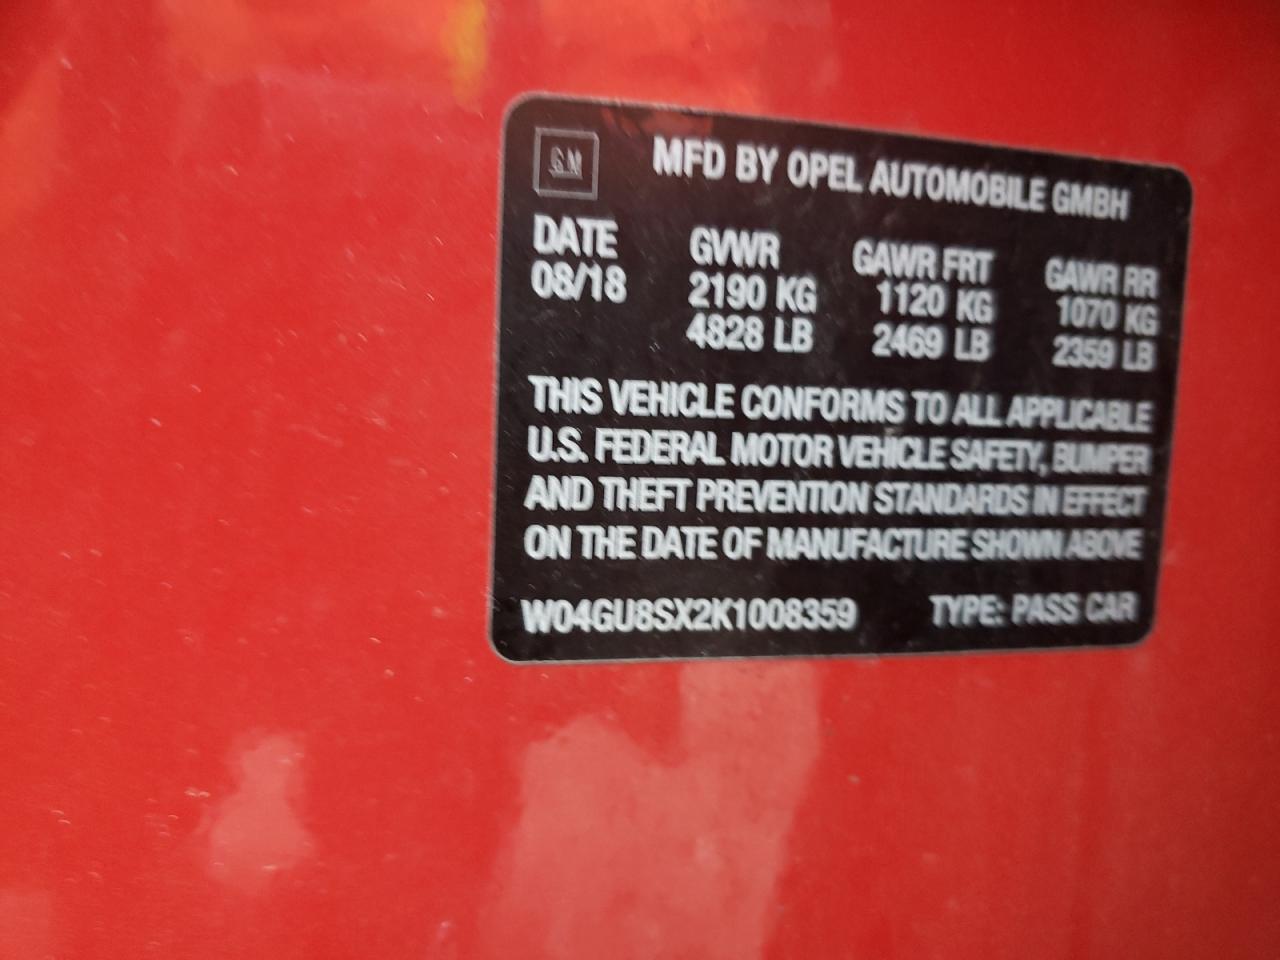 GM
MFD BY OPEL AUTOMOBILE GMBH
DATE GVWR GAWR FRT GAWR RR
08/18 2190 KG 1120 KG 1070 KG
4828 LB 2469 LB 2359 LB
THIS VEHICLE CONFORMS TO ALL APPLICABLE
U.S. FEDERAL MOTOR VEHICLE SAFETY, BUMPER
AND THEFT PREVENTION STANDARDS IN EFFECT
ON THE DATE OF MANUFACTURE SHOWN ABOVE
W04GU8SX2K1008359 TYPE: PASS CAR